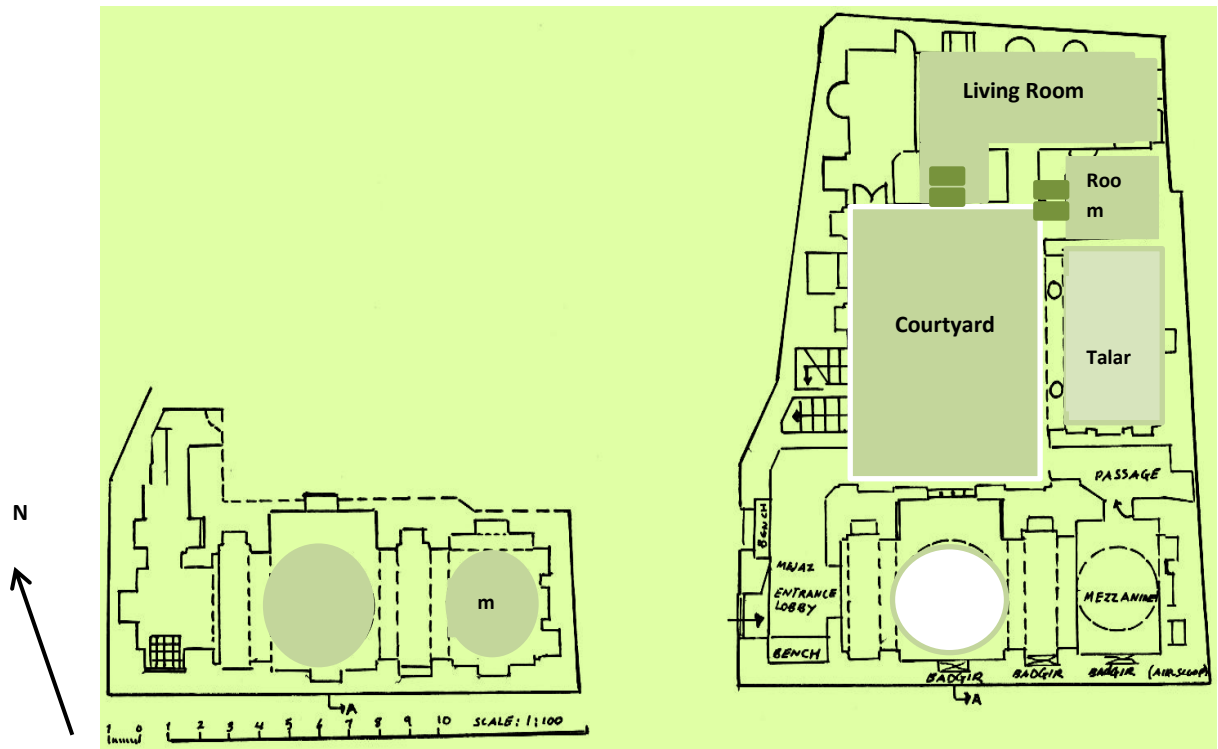 Living Room
Roo
m
Courtyard
Talar
PASSAGE
BENCH
MAJAZ
ENTRANCE
LOBBY
BENCH
MEZZANINE
BADGIR
BADGIR
BADGIR
(AIRSCOOP)
A
N
m
A
1 0 1 2 3 4 5 6 7 8 9 10
SCALE: 1:100